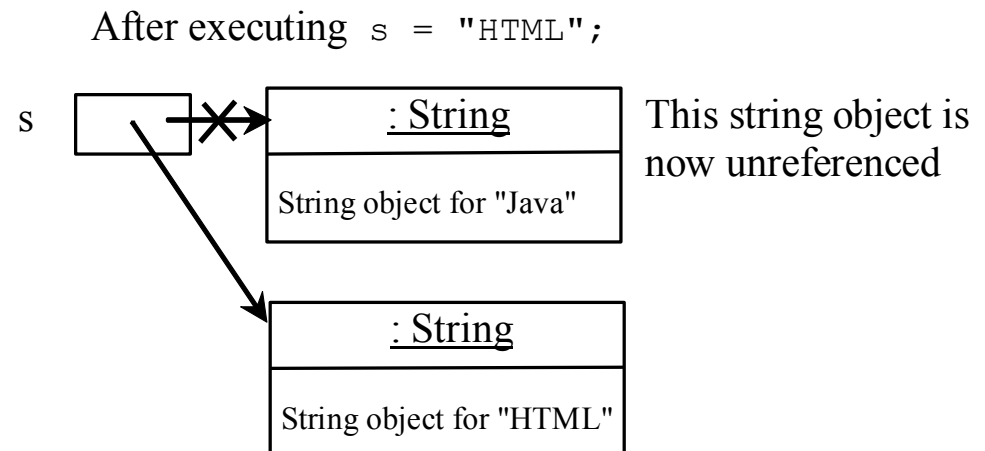 After executing s = "HTML";
s
: String
This string object is
now unreferenced
String object for "Java"
: String
String object for "HTML"